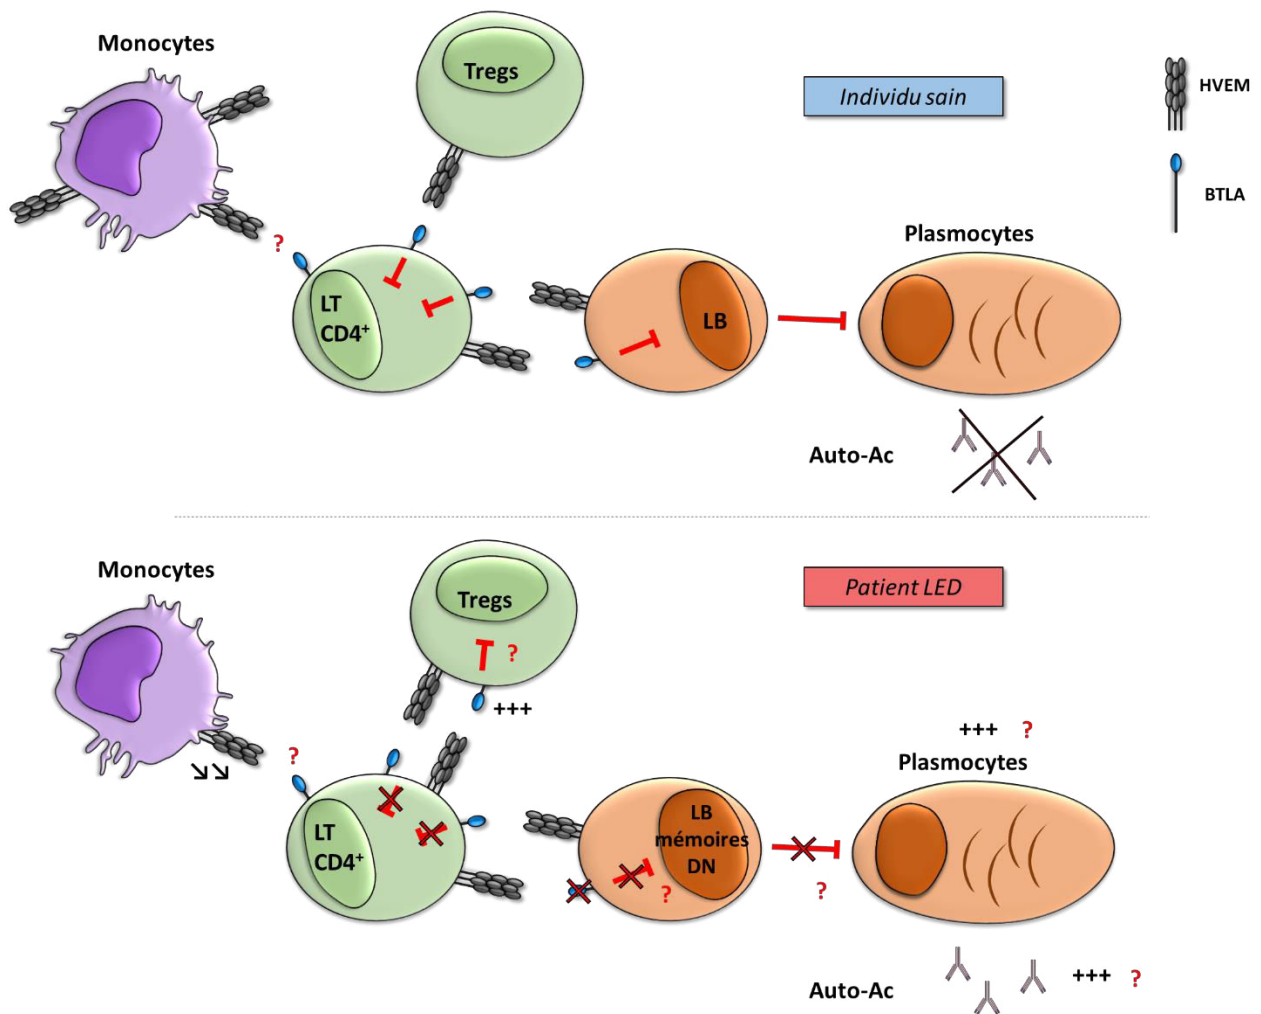 Monocytes
Tregs
Individu sain
HVEM
BTLA
?
LT
CD4⁺
LB
Plasmocytes
Auto-Ac
Monocytes
Tregs
Patient LED
?
+++
↘↘
?
LT
CD4⁺
LB
mémoires
DN
?
?
+++ ?
Plasmocytes
Auto-Ac
+++ ?